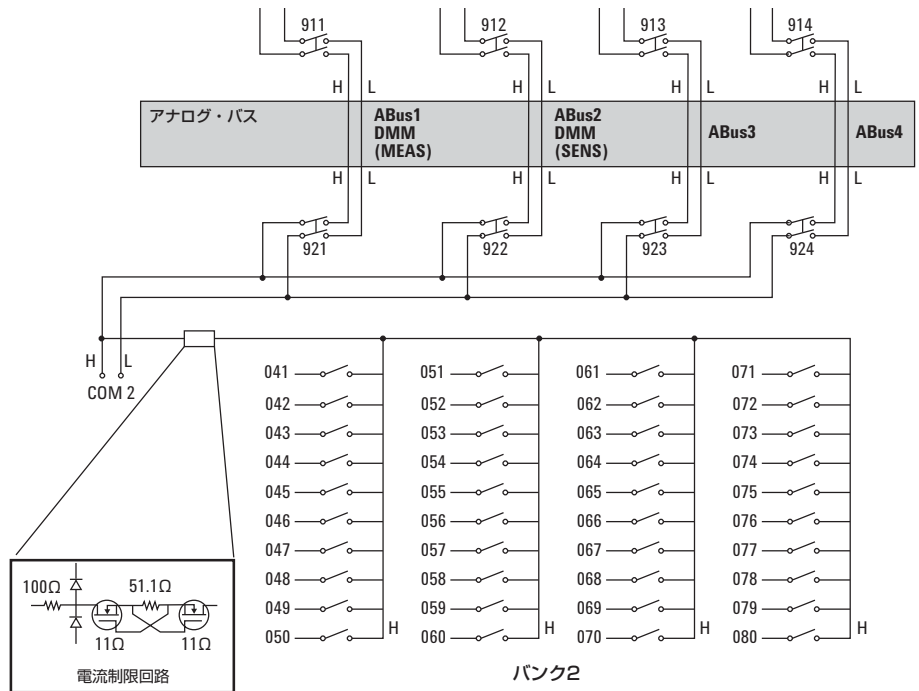 911 912 913 914
H L H L H L H L
アナログ・バス
ABus1
DMM
(MEAS)
ABus2
DMM
(SENS)
ABus3
ABus4
H L H L H L H L
921 922 923 924
H L
COM 2
041 051 061 071
042 052 062 072
043 053 063 073
044 054 064 074
045 055 065 075
046 056 066 076
047 057 067 077
048 058 068 078
049 059 069 079
050 H 060 H 070 H 080 H
100Ω 51.1Ω
11Ω 11Ω
電流制限回路
バンク2